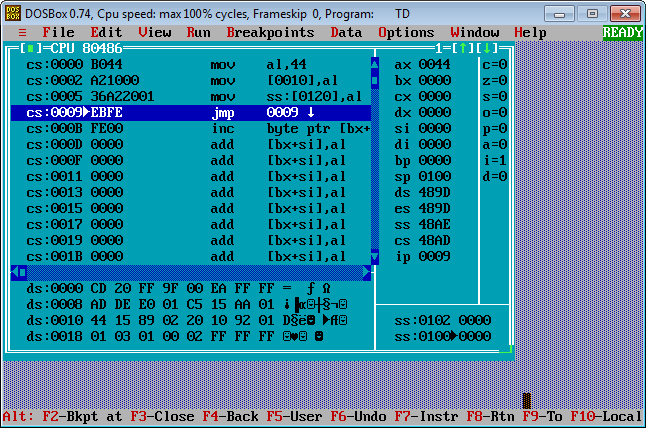 DOSBox 0.74, Cpu speed: max 100% cycles, Frameskip 0, Program: TD
≡ File Edit View Run Breakpoints Data Options Window Help READY
[■]=CPU 80486 1=[↑][↓]
cs:0000 B044 mov al,44 ax 0044 c=0
cs:0002 A21000 mov [0010],al bx 0000 z=0
cs:0005 36A22001 mov ss:[0120],al cx 0000 s=0
cs:0009►EBFE jmp 0009 ↓ dx 0000 o=0
cs:000B FE00 inc byte ptr [bx+ si 0000 p=0
cs:000D 0000 add [bx+si],al di 0000 a=0
cs:000F 0000 add [bx+si],al bp 0000 i=1
cs:0011 0000 add [bx+si],al sp 0100 d=0
cs:0013 0000 add [bx+si],al ds 489D
cs:0015 0000 add [bx+si],al es 489D
cs:0017 0000 add [bx+si],al ss 48AE
cs:0019 0000 add [bx+si],al cs 48AD
cs:001B 0000 add [bx+si],al ip 0009
ds:0000 CD 20 FF 9F 00 EA FF FF = ƒ Ω
ds:0008 AD DE E0 01 C5 15 AA 01 ¡▐α☺┼§¬☺
ds:0010 44 15 89 02 20 10 92 01 D§ë☻ ►Æ☺ ss:0102 0000
ds:0018 01 03 01 00 02 FF FF FF ☺♥☺ ☻ ss:0100►0000
Alt: F2-Bkpt at F3-Close F4-Back F5-User F6-Undo F7-Instr F8-Rtn F9-To F10-Local